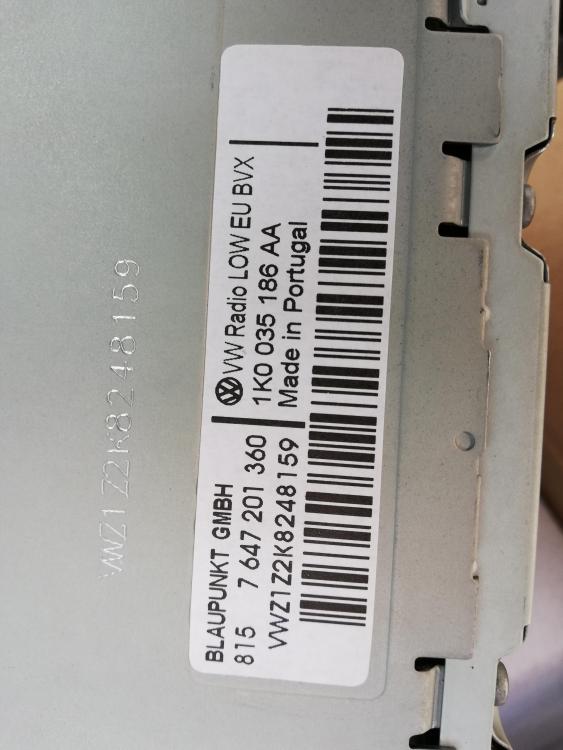 VWZ1Z2K8248159
BLAUPUNKT GMBH
815 7 647 201 360
VWZ1Z2K8248159
VW Radio LOW EU BVX
1K0 035 186 AA
Made in Portugal